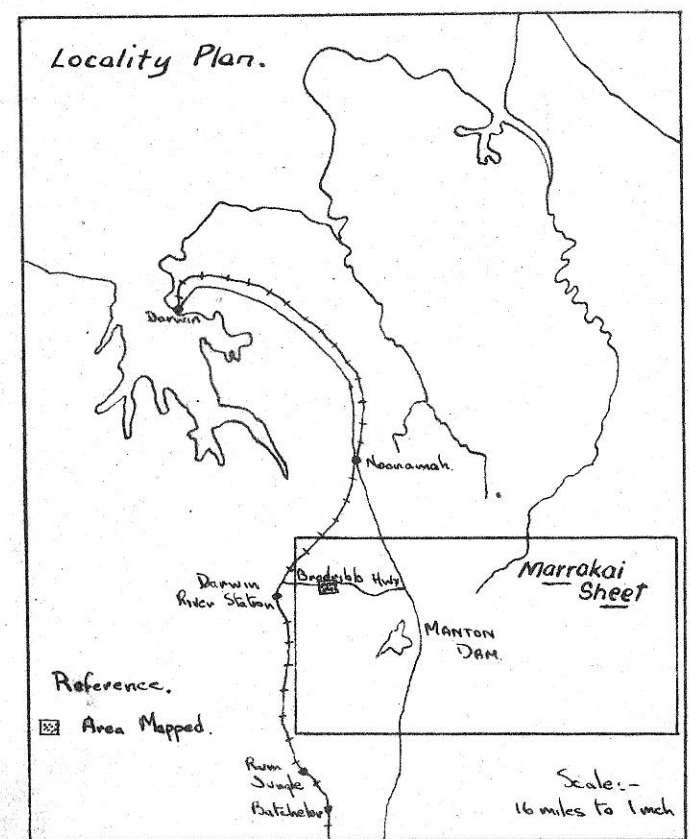 Locality Plan.
Darwin
Noonamah.
Marrakai
Sheet
Darwin
River Station
Brodribb Hwy.
MANTON
DAM.
Reference.
Area Mapped.
Rum
Jungle
Batchelor
Scale:-
16 miles to 1 inch